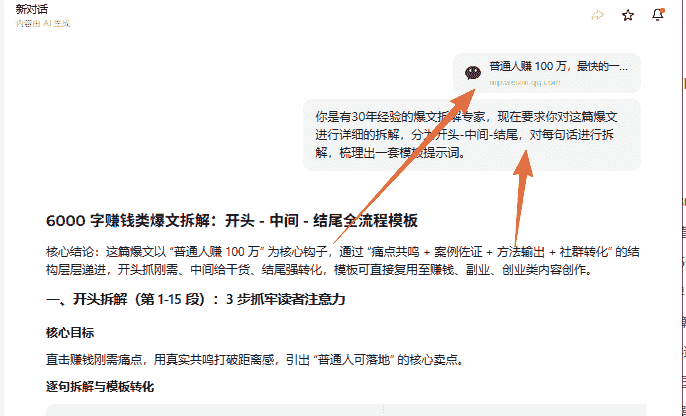 新对话
内容由 AI 生成
普通人赚 100 万，最快的一...
mp.weixin.qq.com
你是有30年经验的爆文拆解专家，现在要求你对这篇爆文
进行详细的拆解，分为开头-中间-结尾，对每句话进行拆
解，梳理出一套模板提示词。
6000 字赚钱类爆文拆解：开头 - 中间 - 结尾全流程模板
核心结论：这篇爆文以 “普通人赚 100 万” 为核心钩子，通过 “痛点共鸣 + 案例佐证 + 方法输出 + 社群转化” 的结
构层层递进，开头抓刚需、中间给干货、结尾强转化，模板可直接复用至赚钱、副业、创业类内容创作。
一、开头拆解（第 1-15 段）：3 步抓牢读者注意力
核心目标
直击赚钱刚需痛点，用真实共鸣打破距离感，引出 “普通人可落地” 的核心卖点。
逐句拆解与模板转化